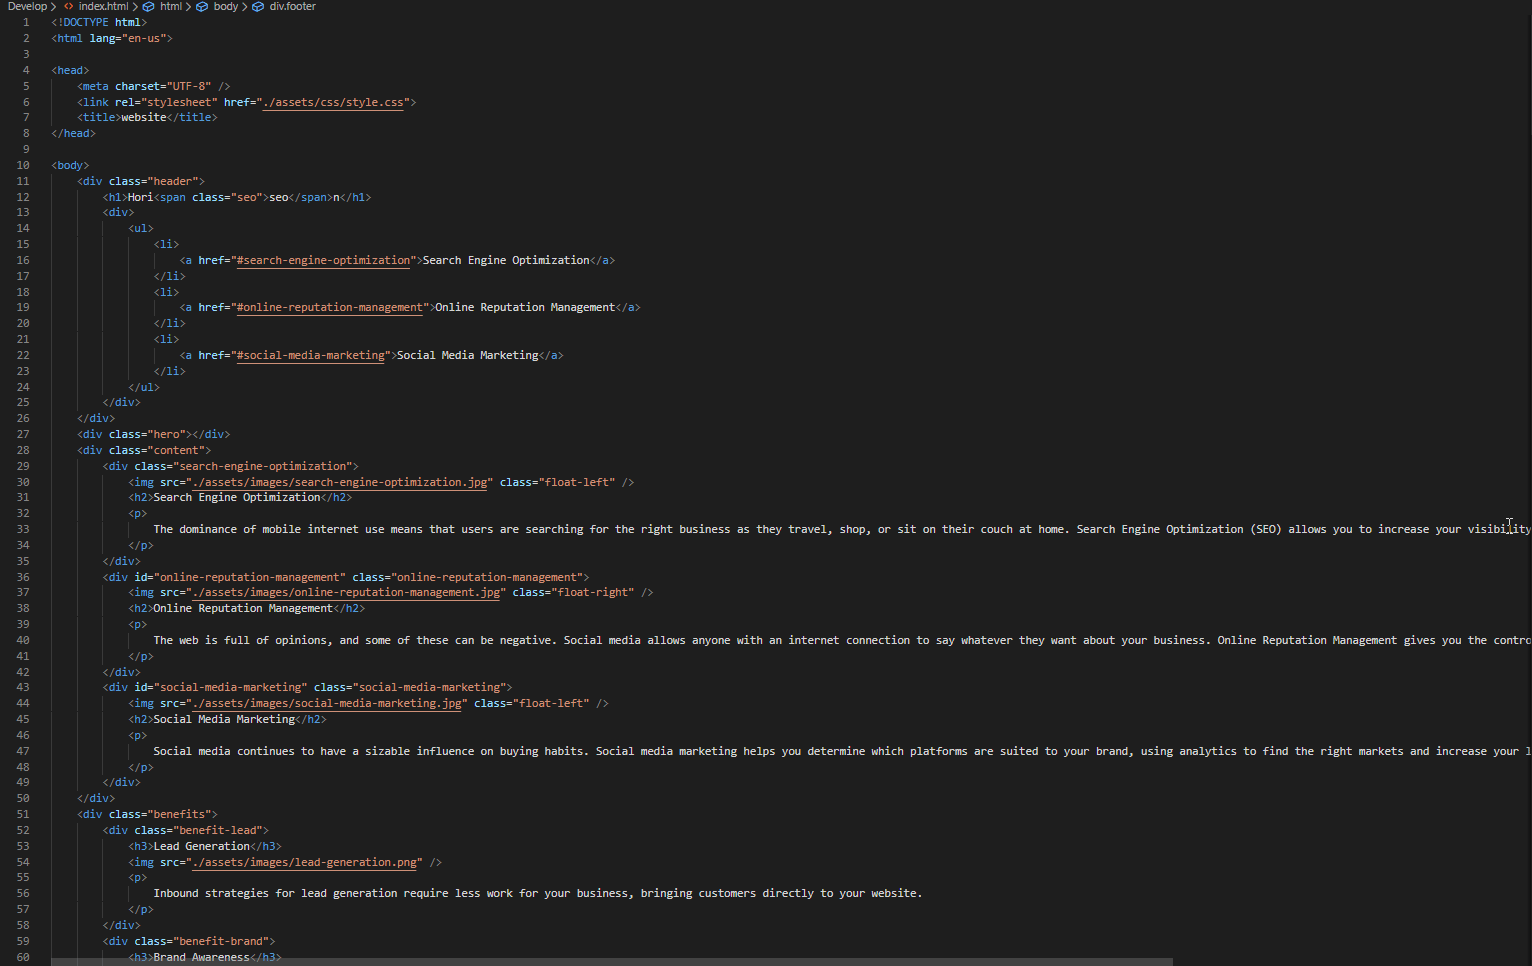 Develop > index.html > html > body > div.footer
1 <!DOCTYPE html>
2 <html lang="en-us">
3
4 <head>
5 <meta charset="UTF-8" />
6 <link rel="stylesheet" href="./assets/css/style.css">
7 <title>website</title>
8 </head>
9
10 <body>
11 <div class="header">
12 <h1>Hori<span class="seo">seo</span>n</h1>
13 <div>
14 <ul>
15 <li>
16 <a href="#search-engine-optimization">Search Engine Optimization</a>
17 </li>
18 <li>
19 <a href="#online-reputation-management">Online Reputation Management</a>
20 </li>
21 <li>
22 <a href="#social-media-marketing">Social Media Marketing</a>
23 </li>
24 </ul>
25 </div>
26 </div>
27 <div class="hero"></div>
28 <div class="content">
29 <div class="search-engine-optimization">
30 <img src="./assets/images/search-engine-optimization.jpg" class="float-left" />
31 <h2>Search Engine Optimization</h2>
32 <p>
33 The dominance of mobile internet use means that users are searching for the right business as they travel, shop, or sit on their couch at home. Search Engine Optimization (SEO) allows you to increase your visibility
34 </p>
35 </div>
36 <div id="online-reputation-management" class="online-reputation-management">
37 <img src="./assets/images/online-reputation-management.jpg" class="float-right" />
38 <h2>Online Reputation Management</h2>
39 <p>
40 The web is full of opinions, and some of these can be negative. Social media allows anyone with an internet connection to say whatever they want about your business. Online Reputation Management gives you the contro
41 </p>
42 </div>
43 <div id="social-media-marketing" class="social-media-marketing">
44 <img src="./assets/images/social-media-marketing.jpg" class="float-left" />
45 <h2>Social Media Marketing</h2>
46 <p>
47 Social media continues to have a sizable influence on buying habits. Social media marketing helps you determine which platforms are suited to your brand, using analytics to find the right markets and increase your l
48 </p>
49 </div>
50 </div>
51 <div class="benefits">
52 <div class="benefit-lead">
53 <h3>Lead Generation</h3>
54 <img src="./assets/images/lead-generation.png" />
55 <p>
56 Inbound strategies for lead generation require less work for your business, bringing customers directly to your website.
57 </p>
58 </div>
59 <div class="benefit-brand">
60 <h3>Brand Awareness</h3>